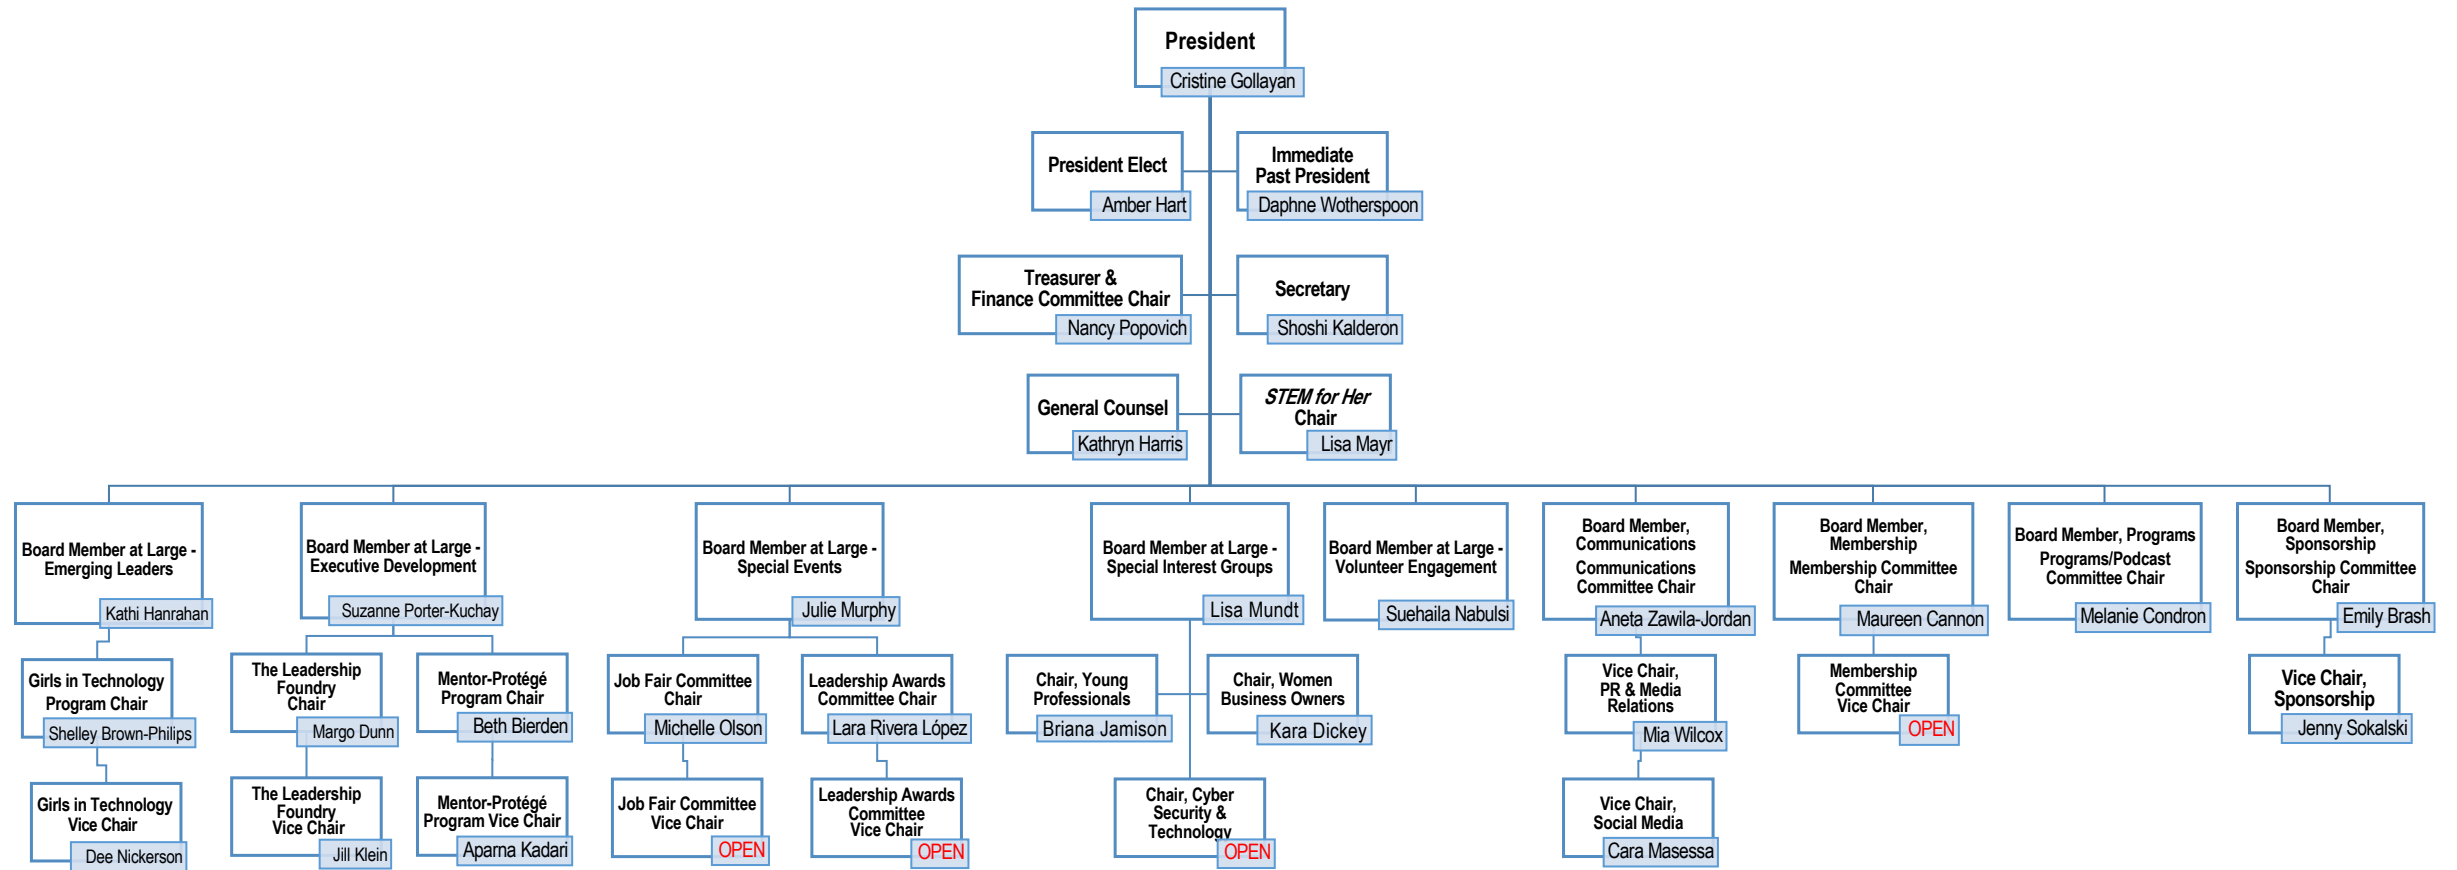 President
Cristine Gollayan
President Elect
Amber Hart
Immediate
Past President
Daphne Wotherspoon
Treasurer &
Finance Committee Chair
Nancy Popovich
Secretary
Shoshi Kalderon
General Counsel
Kathryn Harris
STEM for Her
Chair
Lisa Mayr
Board Member at Large -
Emerging Leaders
Kathi Hanrahan
Board Member at Large -
Executive Development
Suzanne Porter-Kuchay
Board Member at Large -
Special Events
Julie Murphy
Board Member at Large -
Special Interest Groups
Lisa Mundt
Board Member at Large -
Volunteer Engagement
Suehaila Nabulsi
Board Member,
Communications
Communications
Committee Chair
Aneta Zawila-Jordan
Board Member,
Membership
Membership Committee
Chair
Maureen Cannon
Board Member, Programs
Programs/Podcast
Committee Chair
Melanie Condron
Board Member,
Sponsorship
Sponsorship Committee
Chair
Emily Brash
Girls in Technology
Program Chair
Shelley Brown-Philips
The Leadership
Foundry
Chair
Margo Dunn
Mentor-Protégé
Program Chair
Beth Bierden
Job Fair Committee
Chair
Michelle Olson
Leadership Awards
Committee Chair
Lara Rivera López
Chair, Young
Professionals
Briana Jamison
Chair, Women
Business Owners
Kara Dickey
Vice Chair,
PR & Media
Relations
Mia Wilcox
Membership
Committee
Vice Chair
OPEN
Vice Chair,
Sponsorship
Jenny Sokalski
Girls in Technology
Vice Chair
Dee Nickerson
The Leadership
Foundry
Vice Chair
Jill Klein
Mentor-Protégé
Program Vice Chair
Aparna Kadari
Job Fair Committee
Vice Chair
OPEN
Leadership Awards
Committee
Vice Chair
OPEN
Chair, Cyber
Security &
Technology
OPEN
Vice Chair,
Social Media
Cara Masessa